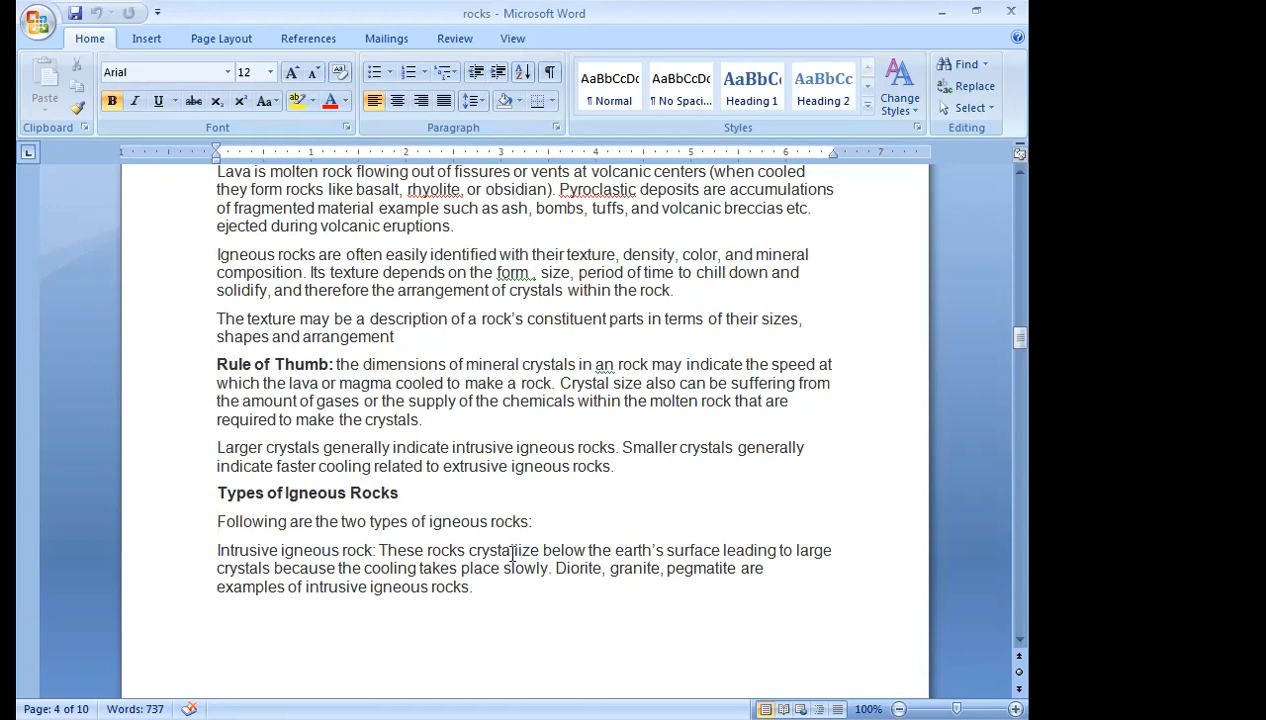 rocks - Microsoft Word
Home Insert Page Layout References Mailings Review View
Arial 12
Paste
B I U abc x₂ x² Aa
AaBbCcDc AaBbCcDc AaBbC AaBbCc
¶ Normal ¶ No Spaci... Heading 1 Heading 2
Change Styles
Find
Replace
Select
Clipboard Font Paragraph Styles Editing
1 1 2 3 4 5 6 7
Lava is molten rock flowing out of fissures or vents at volcanic centers (when cooled
they form rocks like basalt, rhyolite, or obsidian). Pyroclastic deposits are accumulations
of fragmented material example such as ash, bombs, tuffs, and volcanic breccias etc.
ejected during volcanic eruptions.
Igneous rocks are often easily identified with their texture, density, color, and mineral
composition. Its texture depends on the form , size, period of time to chill down and
solidify, and therefore the arrangement of crystals within the rock.
The texture may be a description of a rock’s constituent parts in terms of their sizes,
shapes and arrangement
Rule of Thumb: the dimensions of mineral crystals in an rock may indicate the speed at
which the lava or magma cooled to make a rock. Crystal size also can be suffering from
the amount of gases or the supply of the chemicals within the molten rock that are
required to make the crystals.
Larger crystals generally indicate intrusive igneous rocks. Smaller crystals generally
indicate faster cooling related to extrusive igneous rocks.
Types of Igneous Rocks
Following are the two types of igneous rocks:
Intrusive igneous rock: These rocks crystallize below the earth’s surface leading to large
crystals because the cooling takes place slowly. Diorite, granite, pegmatite are
examples of intrusive igneous rocks.
Page: 4 of 10 Words: 737 100%